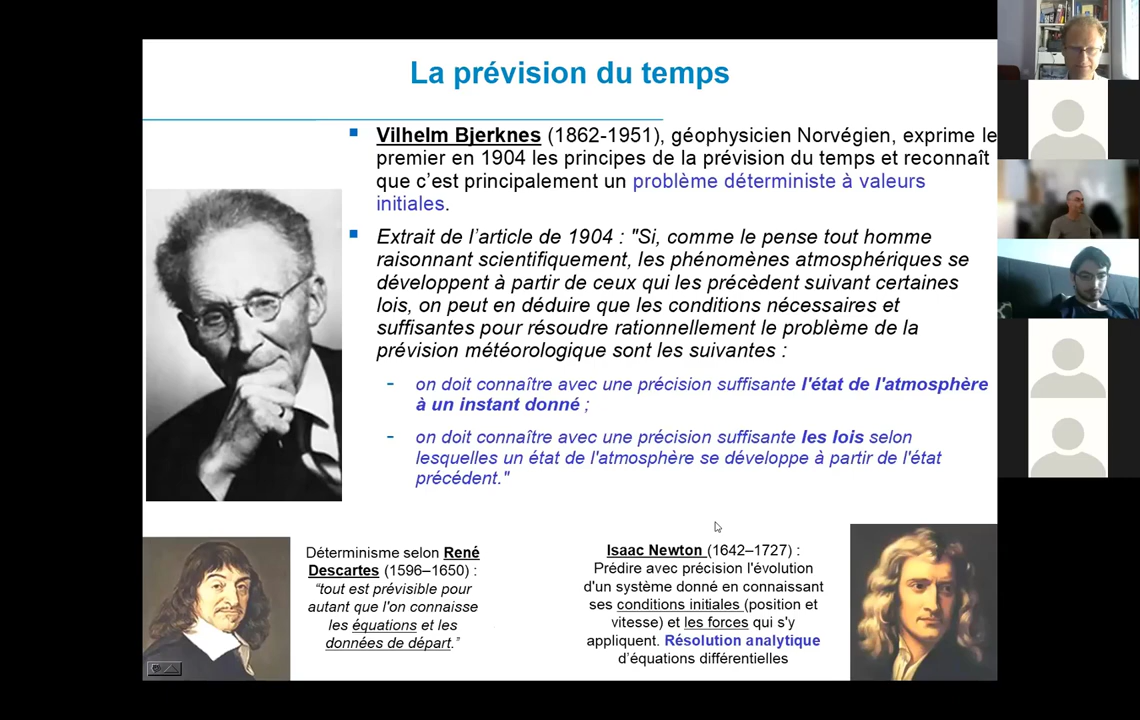 La prévision du temps
▪ Vilhelm Bjerknes (1862-1951), géophysicien Norvégien, exprime le
premier en 1904 les principes de la prévision du temps et reconnaît
que c’est principalement un problème déterministe à valeurs
initiales.
▪ Extrait de l’article de 1904 : "Si, comme le pense tout homme
raisonnant scientifiquement, les phénomènes atmosphériques se
développent à partir de ceux qui les précèdent suivant certaines
lois, on peut en déduire que les conditions nécessaires et
suffisantes pour résoudre rationnellement le problème de la
prévision météorologique sont les suivantes :
- on doit connaître avec une précision suffisante l'état de l'atmosphère
à un instant donné ;
- on doit connaître avec une précision suffisante les lois selon
lesquelles un état de l'atmosphère se développe à partir de l'état
précédent."
Déterminisme selon René
Descartes (1596–1650) :
“tout est prévisible pour
autant que l'on connaisse
les équations et les
données de départ.”
Isaac Newton (1642–1727) :
Prédire avec précision l'évolution
d'un système donné en connaissant
ses conditions initiales (position et
vitesse) et les forces qui s'y
appliquent. Résolution analytique
d’équations différentielles